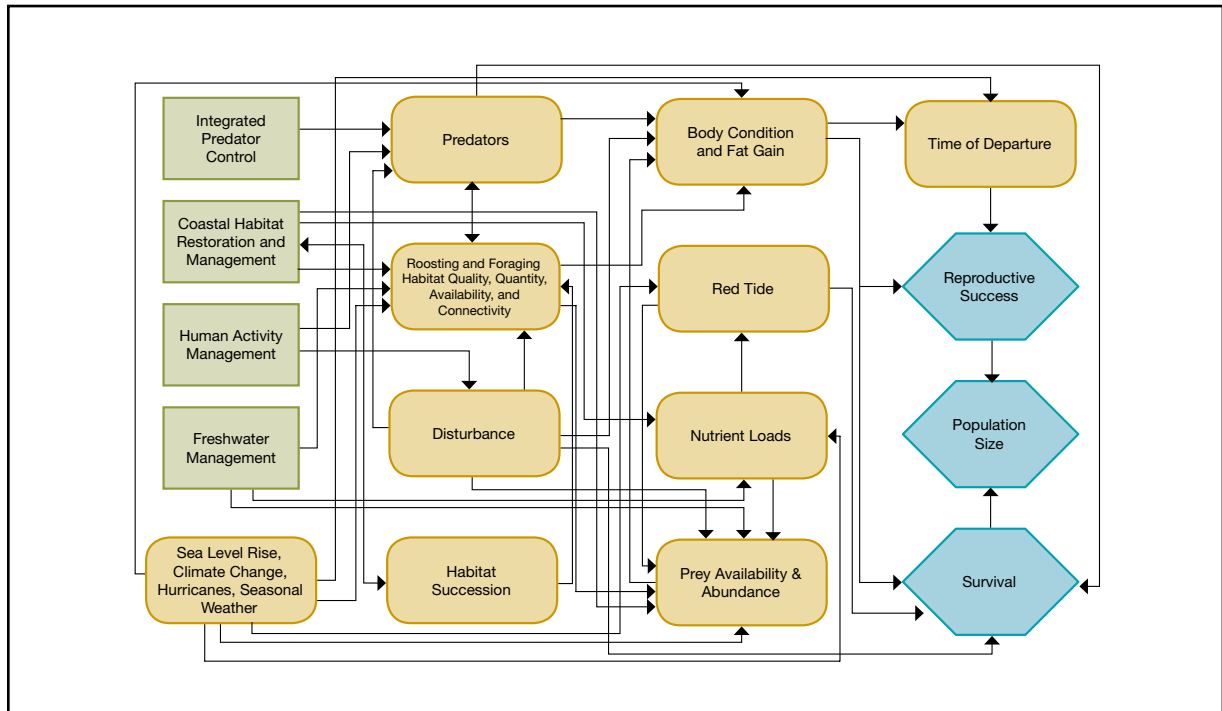 Integrated
Predator
Control
Predators
Body Condition
and Fat Gain
Time of Departure
Coastal Habitat
Restoration and
Management
Roosting and Foraging
Habitat Quality, Quantity,
Availability, and
Connectivity
Red Tide
Reproductive
Success
Human Activity
Management
Disturbance
Nutrient Loads
Population
Size
Freshwater
Management
Sea Level Rise,
Climate Change,
Hurricanes, Seasonal
Weather
Habitat
Succession
Prey Availability &
Abundance
Survival